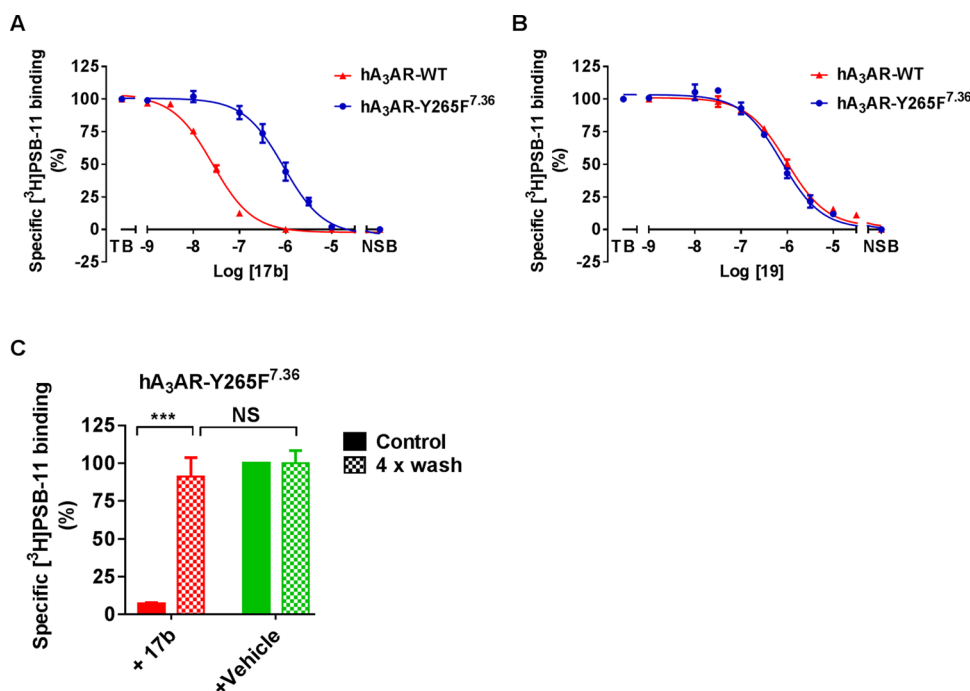 A
Specific [³H]PSB-11 binding
(%)
125
100
75
50
25
0
-25
TB -9 -8 -7 -6 -5 NSB
Log [17b]
hA₃AR-WT
hA₃AR-Y265F⁷·³⁶
B
Specific [³H]PSB-11 binding
(%)
125
100
75
50
25
0
-25
TB -9 -8 -7 -6 -5 NSB
Log [19]
hA₃AR-WT
hA₃AR-Y265F⁷·³⁶
C
hA₃AR-Y265F⁷·³⁶
Specific [³H]PSB-11 binding
(%)
125
100
75
50
25
0
*** NS
Control
4 x wash
+ 17b
+Vehicle